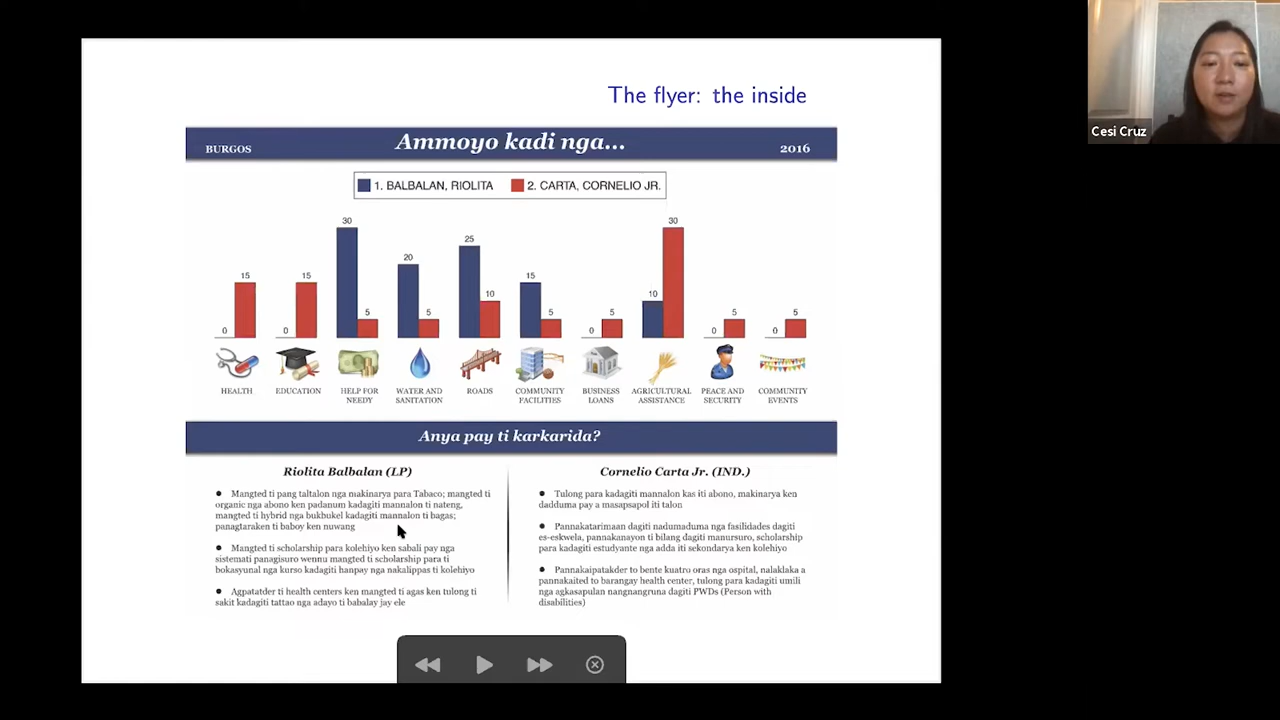 The flyer: the inside
BURGOS
Ammoyo kadi nga...
2016
1. BALBALAN, RIOLITA
2. CARTA, CORNELIO JR.
0
15
0
15
30
5
20
5
25
10
15
5
0
5
10
30
0
5
0
5
HEALTH
EDUCATION
HELP FOR
NEEDY
WATER AND
SANITATION
ROADS
COMMUNITY
FACILITIES
BUSINESS
LOANS
AGRICULTURAL
ASSISTANCE
PEACE AND
SECURITY
COMMUNITY
EVENTS
Anya pay ti karkarida?
Riolita Balbalan (LP)
● Mangted ti pang taltalon nga makinarya para Tabaco; mangted ti
organic nga abono ken padanum kadagiti mannalon ti nateng,
mangted ti hybrid nga bukbukel kadagiti mannalon ti bagas;
panagtaraken ti baboy ken nuwang
● Mangted ti scholarship para kolehiyo ken sabali pay nga
sistemati panagisuro wennu mangted ti scholarship para ti
bokasyunal nga kurso kadagiti hanpay nga nakalippas ti kolehiyo
● Agpatatder ti health centers ken mangted ti agas ken tulong ti
sakit kadagiti tattao nga adayo ti babalay jay ele
Cornelio Carta Jr. (IND.)
● Tulong para kadagiti mannalon kas iti abono, makinarya ken
dadduma pay a masapsapol iti talon
● Pannakatarimaan dagiti nadumaduma nga fasilidades dagiti
es-eskwela, pannakanayon ti bilang dagiti manursuro, scholarship
para kadagiti estudyante nga adda iti sekondarya ken kolehiyo
● Pannakaipatakder to bente kuatro oras nga ospital, nalaklaka a
pannakaited to barangay health center, tulong para kadagiti umili
nga agkasapulan nangnangruna dagiti PWDs (Person with
disabilities)
Cesi Cruz